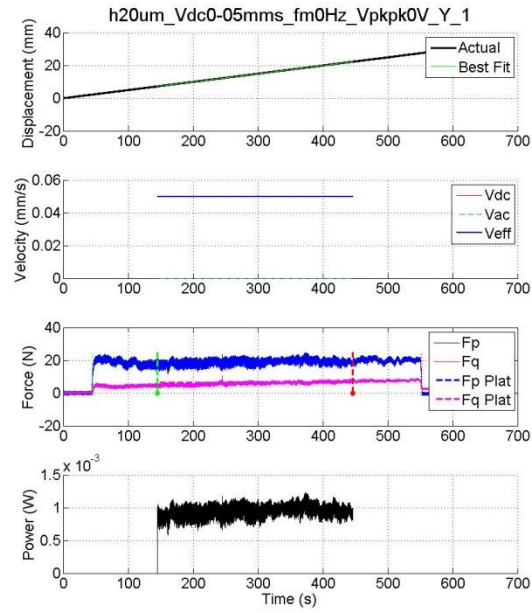 h20um_Vdc0-05mms_fm0Hz_Vpkpk0V_Y_1
Displacement (mm)
40
20
0
-20
0 100 200 300 400 500 600 700
Actual
Best Fit
Velocity (mm/s)
0.06
0.04
0.02
0
0 100 200 300 400 500 600 700
Vdc
Vac
Veff
Force (N)
40
20
0
-20
0 100 200 300 400 500 600 700
Fp
Fq
Fp Plat
Fq Plat
x 10^-3
Power (W)
1.5
1
0.5
0
0 100 200 300 400 500 600 700
Time (s)